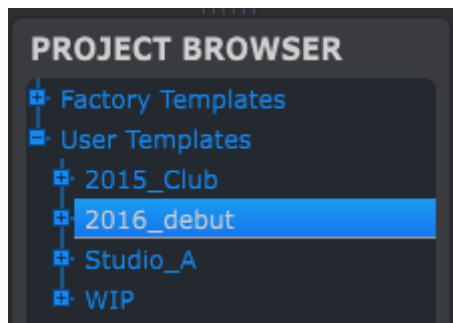 PROJECT BROWSER
Factory Templates
User Templates
2015_Club
2016_debut
Studio_A
WIP